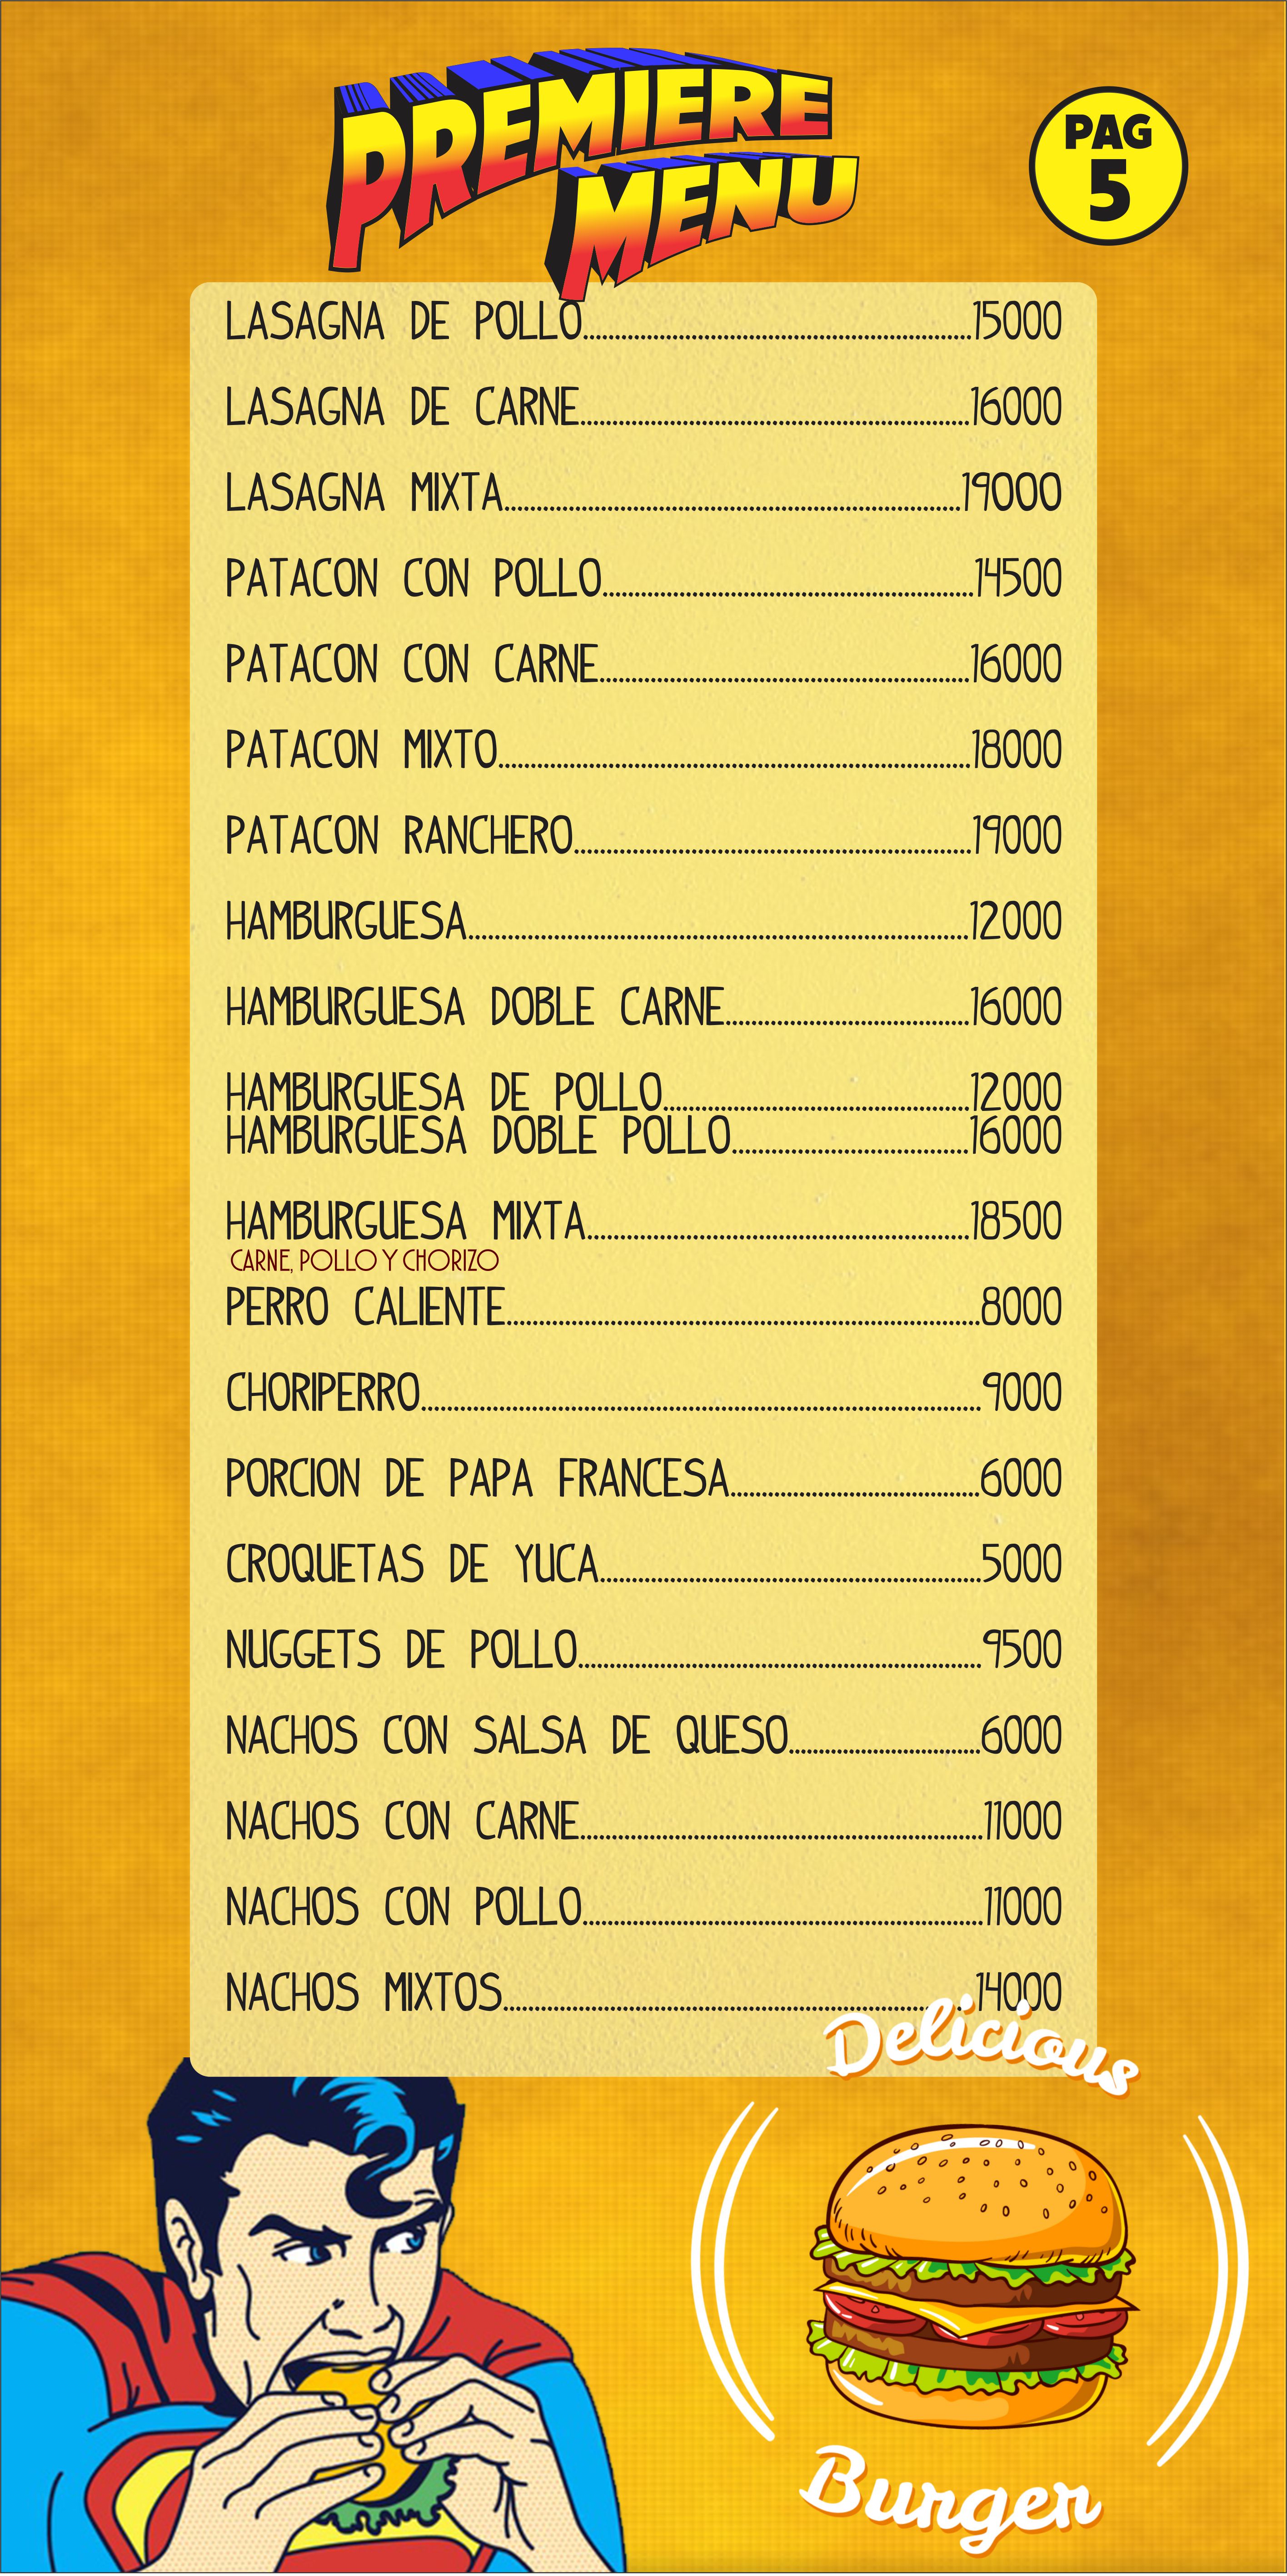 PREMIERE
MENU
PAG
5
LASAGNA DE POLLO..........15000
LASAGNA DE CARNE..........16000
LASAGNA MIXTA..........19000
PATACON CON POLLO..........14500
PATACON CON CARNE..........16000
PATACON MIXTO..........18000
PATACON RANCHERO..........19000
HAMBURGUESA..........12000
HAMBURGUESA DOBLE CARNE..........16000
HAMBURGUESA DE POLLO..........12000
HAMBURGUESA DOBLE POLLO..........16000
HAMBURGUESA MIXTA..........18500
CARNE, POLLO Y CHORIZO
PERRO CALIENTE..........8000
CHORIPERRO..........9000
PORCION DE PAPA FRANCESA..........6000
CROQUETAS DE YUCA..........5000
NUGGETS DE POLLO..........9500
NACHOS CON SALSA DE QUESO..........6000
NACHOS CON CARNE..........11000
NACHOS CON POLLO..........11000
NACHOS MIXTOS..........14000
Delicious
Burger